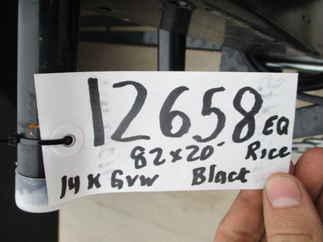 12658 EQ
82x20' Rice
14K Gvw Black